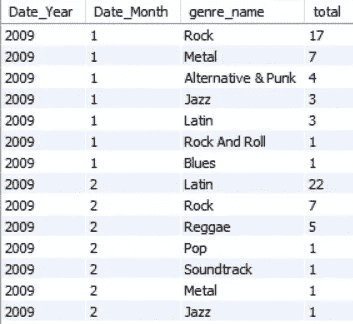 Date_Year Date_Month genre_name total
2009 1 Rock 17
2009 1 Metal 7
2009 1 Alternative & Punk 4
2009 1 Jazz 3
2009 1 Latin 3
2009 1 Rock And Roll 1
2009 1 Blues 1
2009 2 Latin 22
2009 2 Rock 7
2009 2 Reggae 5
2009 2 Pop 1
2009 2 Soundtrack 1
2009 2 Metal 1
2009 2 Jazz 1